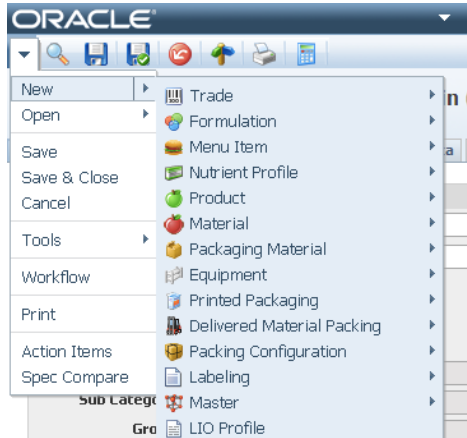 ORACLE®
New
Open
Save
Save & Close
Cancel
Tools
Workflow
Print
Action Items
Spec Compare
Trade
Formulation
Menu Item
Nutrient Profile
Product
Material
Packaging Material
Equipment
Printed Packaging
Delivered Material Packing
Packing Configuration
Labeling
Master
LIO Profile
in
a
Sub Catego
Gro